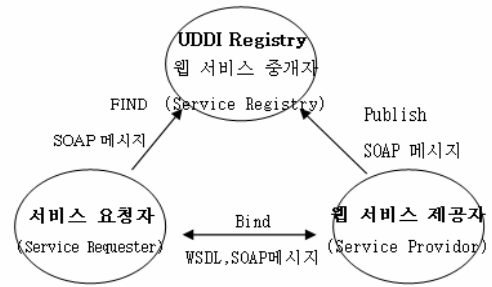 UDDI Registry
웹 서비스 중개자
(Service Registry)
FIND
SOAP 메시지
Publish
SOAP 메시지
서비스 요청자
(Service Requester)
Bind
WSDL,SOAP메시지
웹 서비스 제공자
(Service Providor)